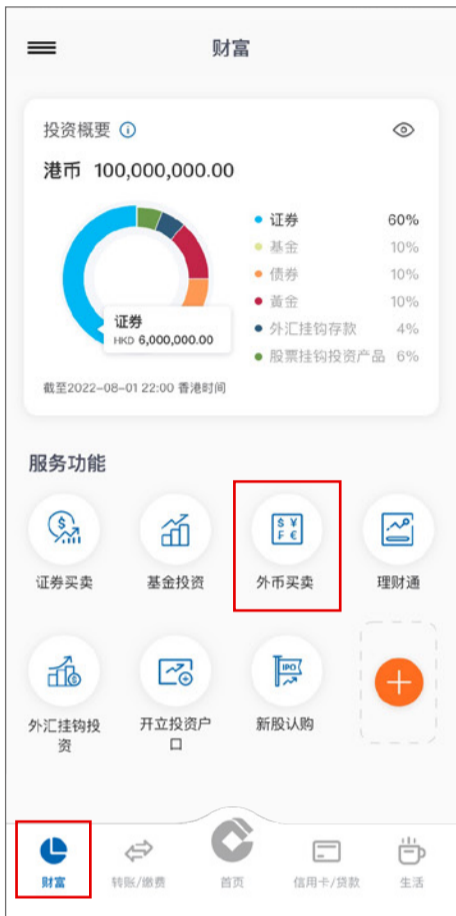 财富
投资概要
港币 100,000,000.00
证券 60%
基金 10%
债券 10%
黃金 10%
外汇挂钩存款 4%
股票挂钩投资产品 6%
证券
HKD 6,000,000.00
截至2022-08-01 22:00 香港时间
服务功能
$ ¥
F €
证券买卖
基金投资
外币买卖
理财通
IPO
外汇挂钩投
资
开立投资户
口
新股认购
财富
转账/缴费
首页
信用卡/贷款
生活